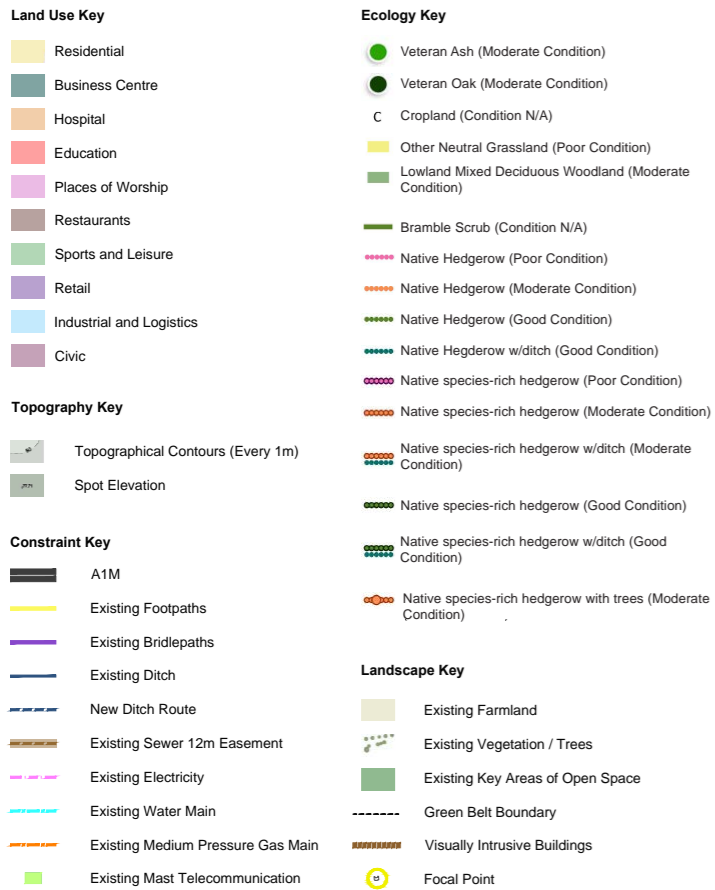 Land Use Key
Residential
Business Centre
Hospital
Education
Places of Worship
Restaurants
Sports and Leisure
Retail
Industrial and Logistics
Civic
Topography Key
Topographical Contours (Every 1m)
Spot Elevation
Constraint Key
A1M
Existing Footpaths
Existing Bridlepaths
Existing Ditch
New Ditch Route
Existing Sewer 12m Easement
Existing Electricity
Existing Water Main
Existing Medium Pressure Gas Main
Existing Mast Telecommunication
Ecology Key
Veteran Ash (Moderate Condition)
Veteran Oak (Moderate Condition)
C Cropland (Condition N/A)
Other Neutral Grassland (Poor Condition)
Lowland Mixed Deciduous Woodland (Moderate
Condition)
Bramble Scrub (Condition N/A)
Native Hedgerow (Poor Condition)
Native Hedgerow (Moderate Condition)
Native Hedgerow (Good Condition)
Native Hegderow w/ditch (Good Condition)
Native species-rich hedgerow (Poor Condition)
Native species-rich hedgerow (Moderate Condition)
Native species-rich hedgerow w/ditch (Moderate
Condition)
Native species-rich hedgerow (Good Condition)
Native species-rich hedgerow w/ditch (Good
Condition)
Native species-rich hedgerow with trees (Moderate
Condition)
Landscape Key
Existing Farmland
Existing Vegetation / Trees
Existing Key Areas of Open Space
Green Belt Boundary
Visually Intrusive Buildings
Focal Point